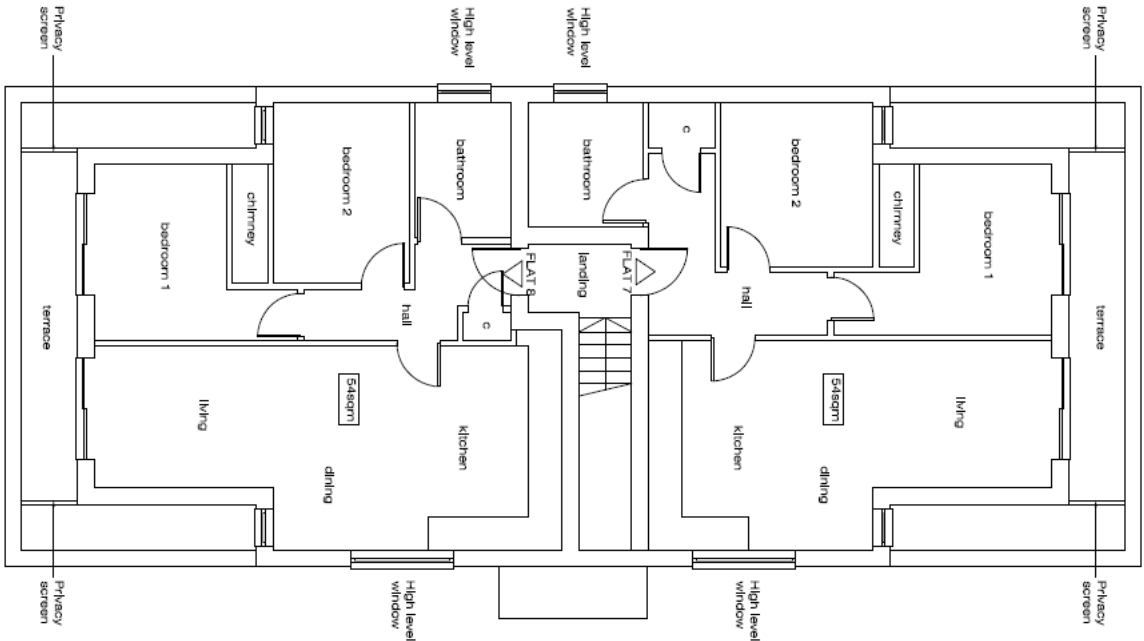 Privacy
screen
High level
window
High level
window
Privacy
screen
bedroom 2
bathroom
bathroom
c
bedroom 2
chimney
chimney
bedroom 1
bedroom 1
FLAT 8
landing
FLAT 7
terrace
hall
c
hall
terrace
living
54sqm
kitchen
dining
kitchen
54sqm
dining
living
Privacy
screen
High level
window
High level
window
Privacy
screen